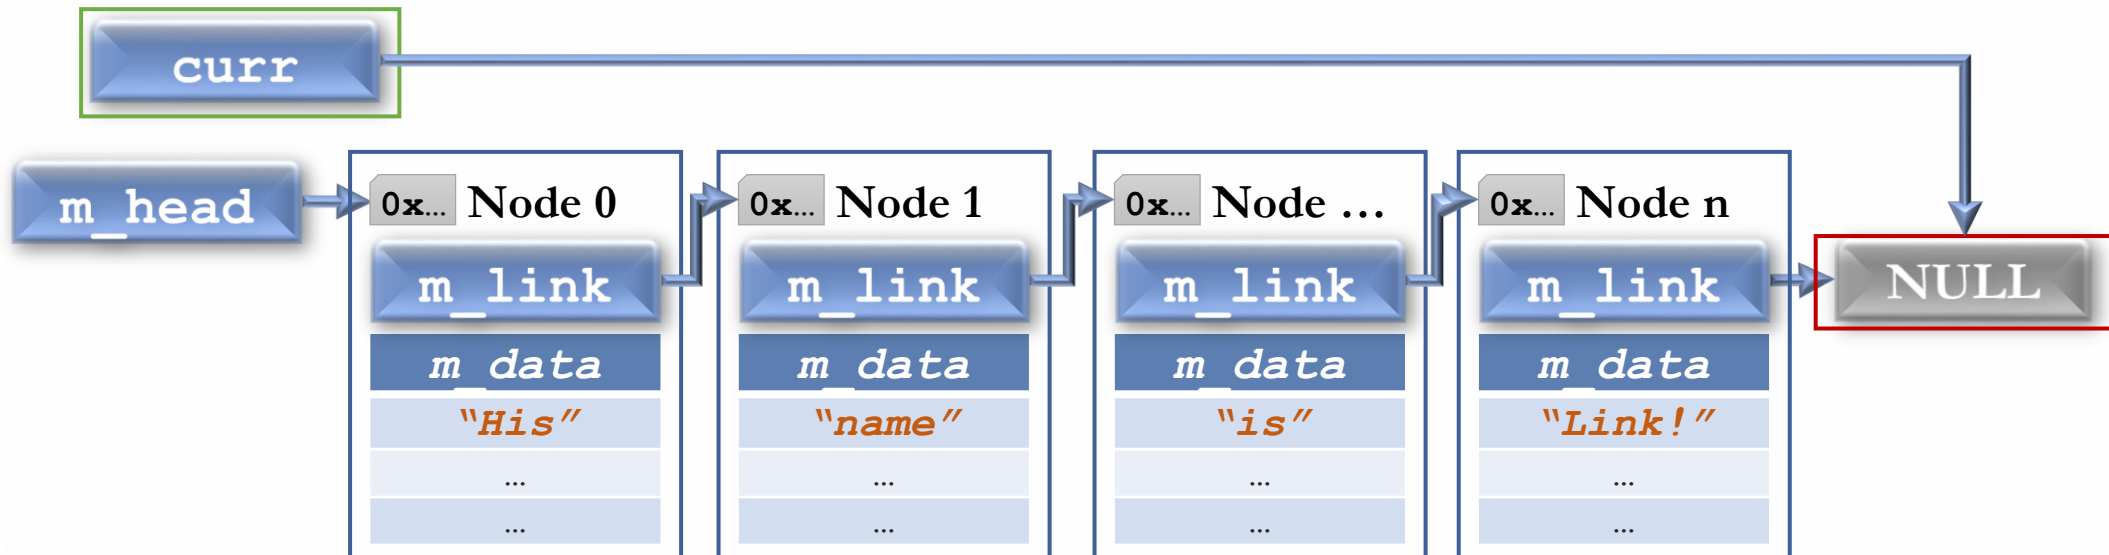 curr
m_head
0x... Node 0
0x... Node 1
0x... Node ...
0x... Node n
m_link
m_link
m_link
m_link
NULL
m_data
m_data
m_data
m_data
“His”
“name”
“is”
“Link!”
...
...
...
...
...
...
...
...